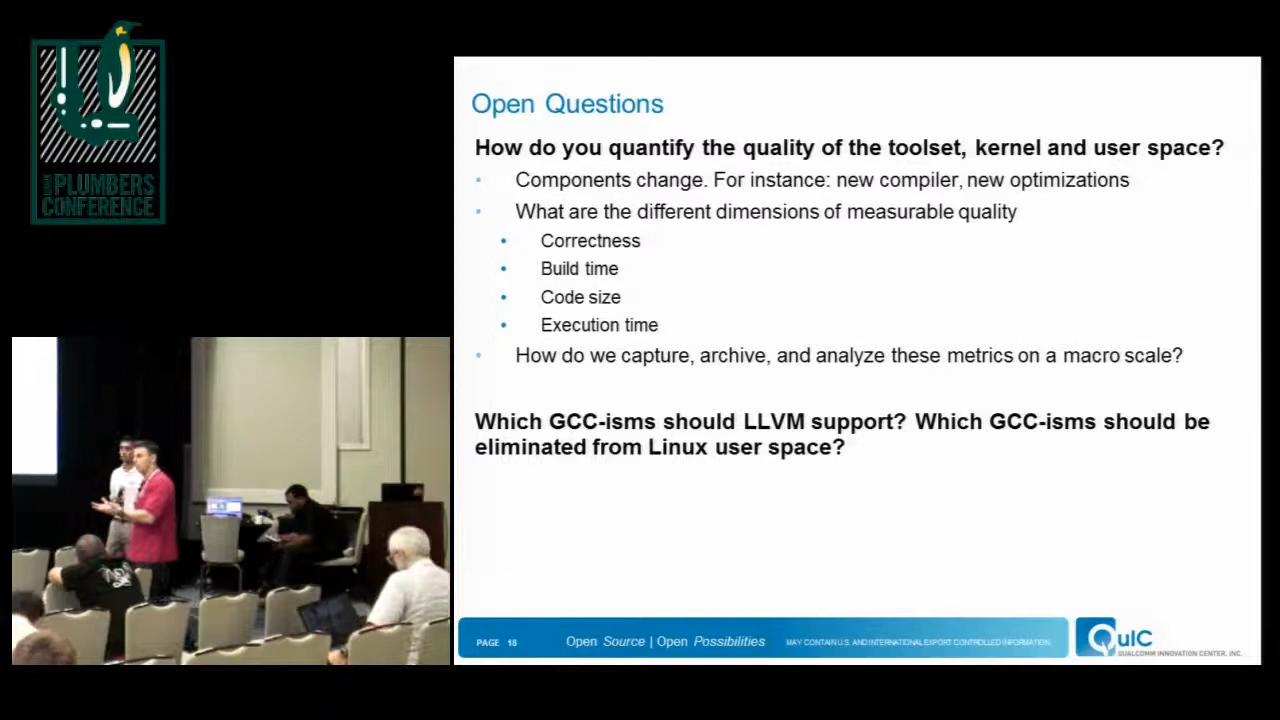 PLUMBERS
CONFERENCE
Open Questions
How do you quantify the quality of the toolset, kernel and user space?
• Components change. For instance: new compiler, new optimizations
• What are the different dimensions of measurable quality
• Correctness
• Build time
• Code size
• Execution time
• How do we capture, archive, and analyze these metrics on a macro scale?
Which GCC-isms should LLVM support? Which GCC-isms should be
eliminated from Linux user space?
PAGE 18
Open Source | Open Possibilities
MAY CONTAIN U.S. AND INTERNATIONAL EXPORT CONTROLLED INFORMATION
QuIC
QUALCOMM INNOVATION CENTER, INC.